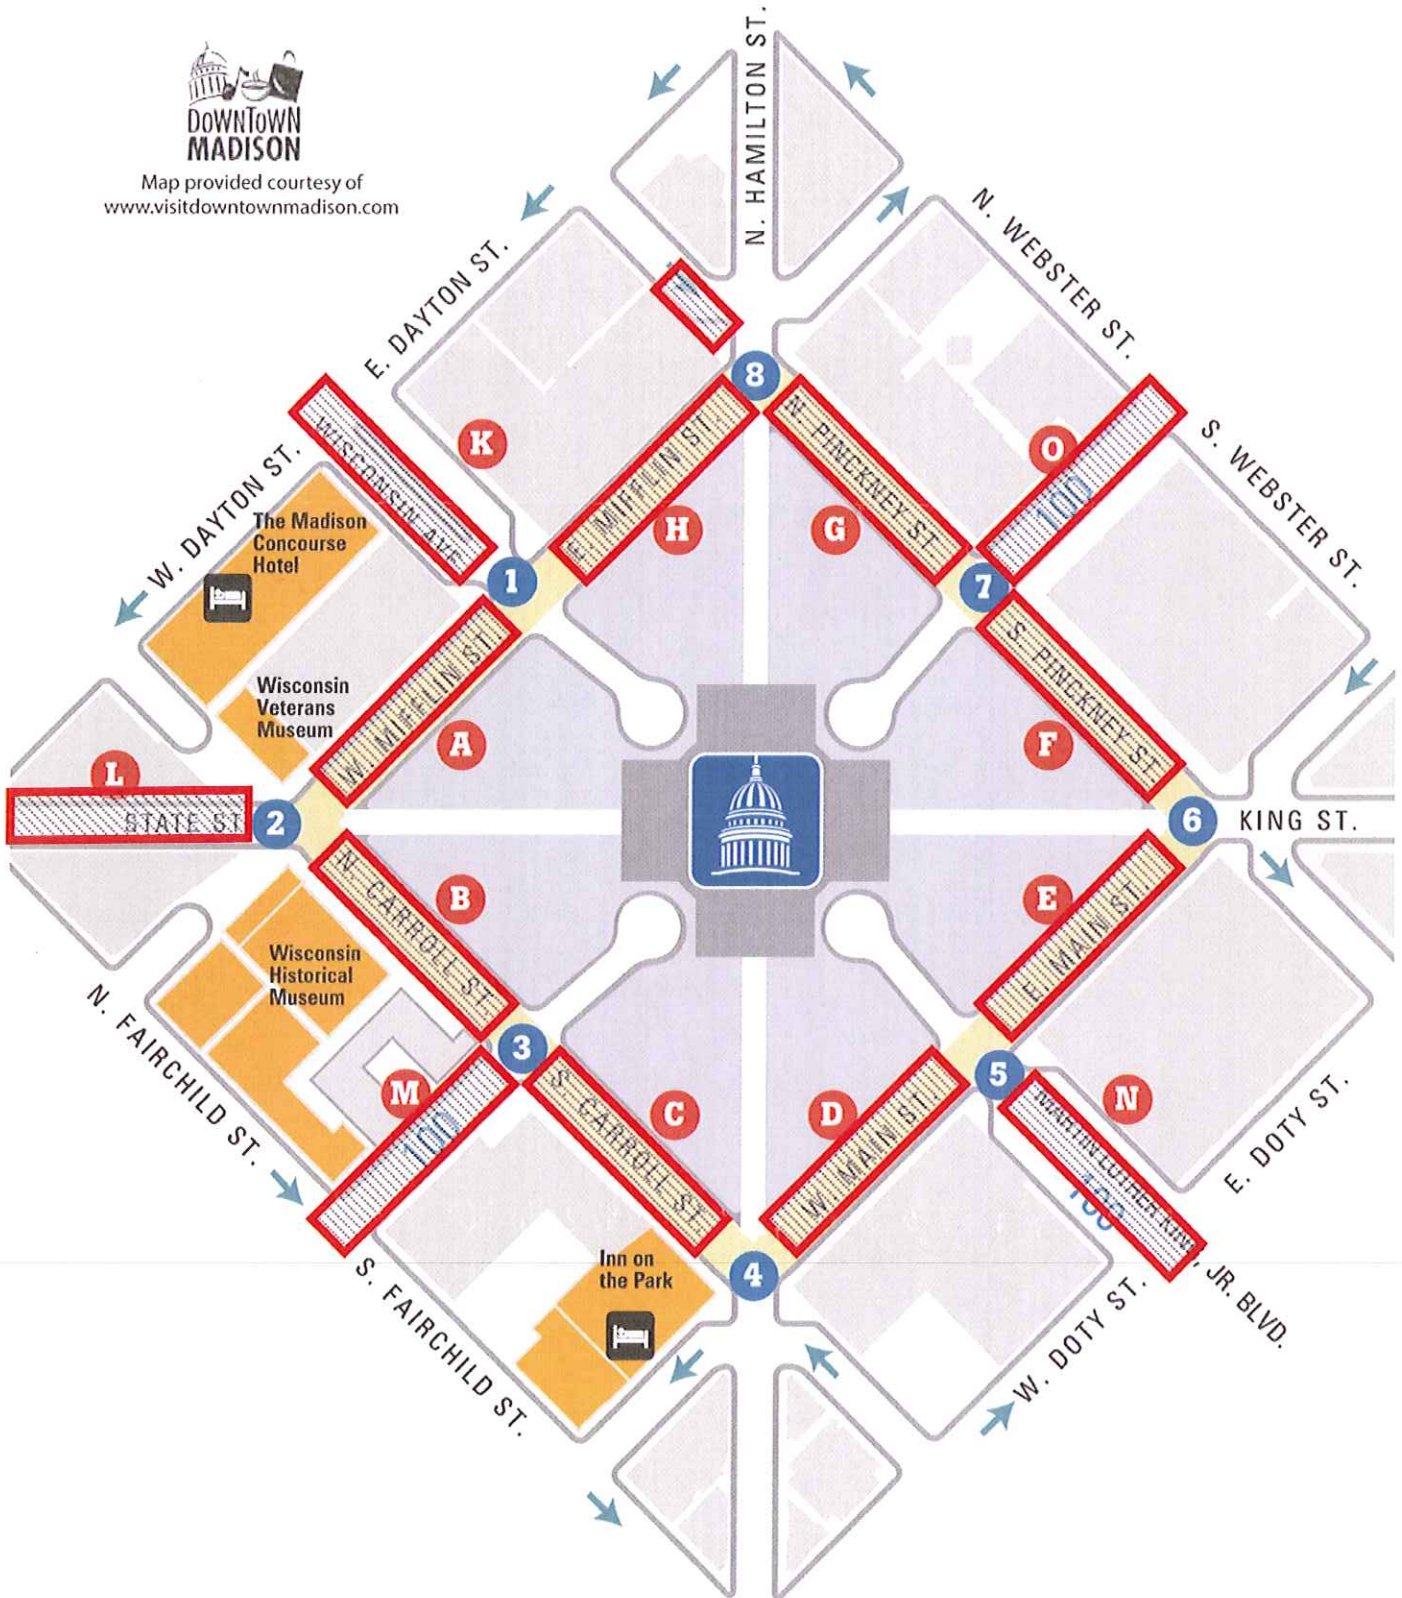 DOWNTOWN
MADISON
Map provided courtesy of
www.visitdowntownmadison.com
N. HAMILTON ST.
N. WEBSTER ST.
E. DAYTON ST.
8
K
E. MIFFLIN ST.
N. PINCKNEY ST.
O
100
S. WEBSTER ST.
WISCONSIN AVE
W. DAYTON ST.
The Madison
Concourse
Hotel
H
G
1
7
W. MIFFLIN ST.
S. PINCKNEY ST.
Wisconsin
Veterans
Museum
A
F
L
STATE ST
2
6
KING ST.
N. CARROLL ST.
B
E
E. MAIN ST.
Wisconsin
Historical
Museum
N. FAIRCHILD ST.
3
5
M
100
S. CARROLL ST.
C
D
W. MAIN ST.
N
MARTIN LUTHER KING, JR. BLVD.
100
E. DOTY ST.
4
Inn on
the Park
S. FAIRCHILD ST.
W. DOTY ST.